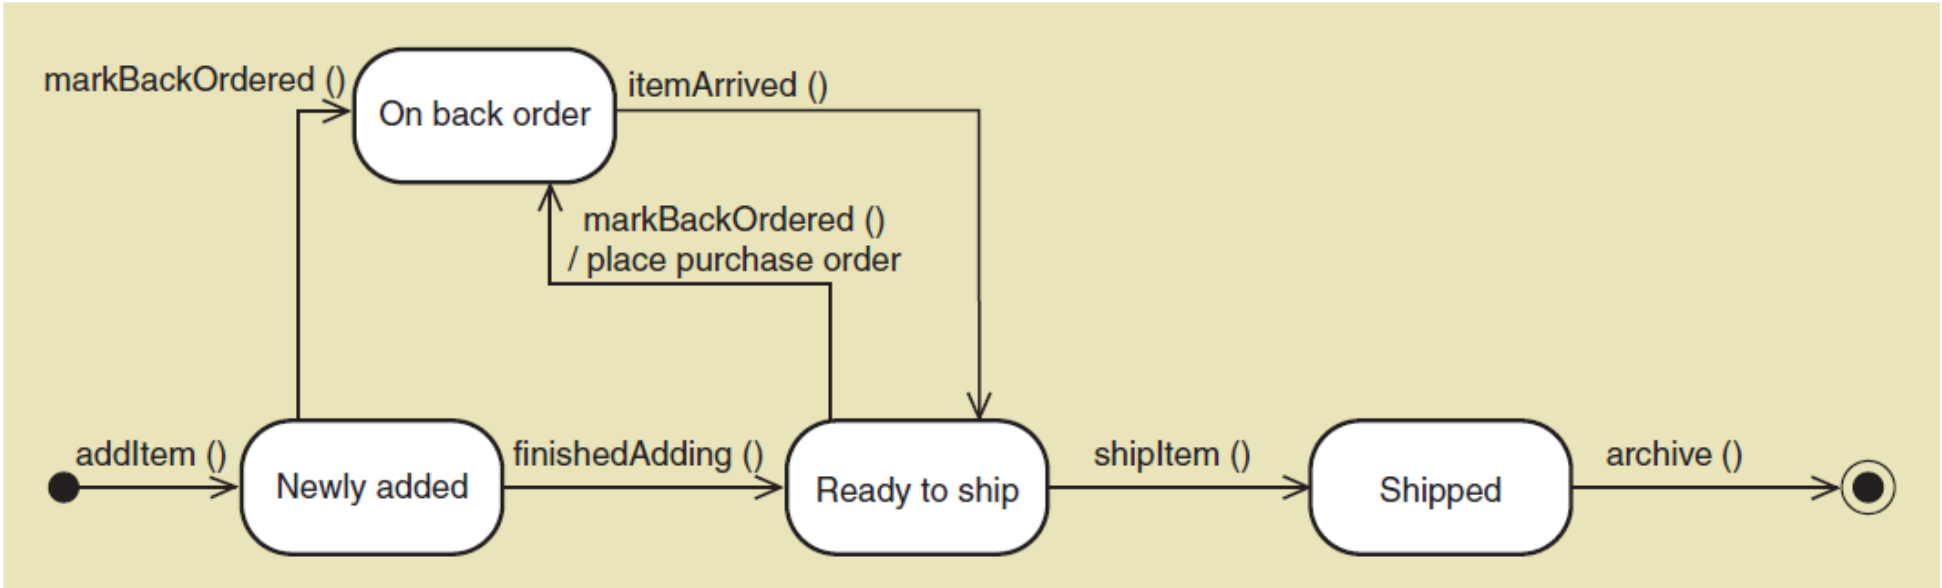 markBackOrdered ()
On back order
itemArrived ()
markBackOrdered ()
/ place purchase order
addItem ()
Newly added
finishedAdding ()
Ready to ship
shipItem ()
Shipped
archive ()